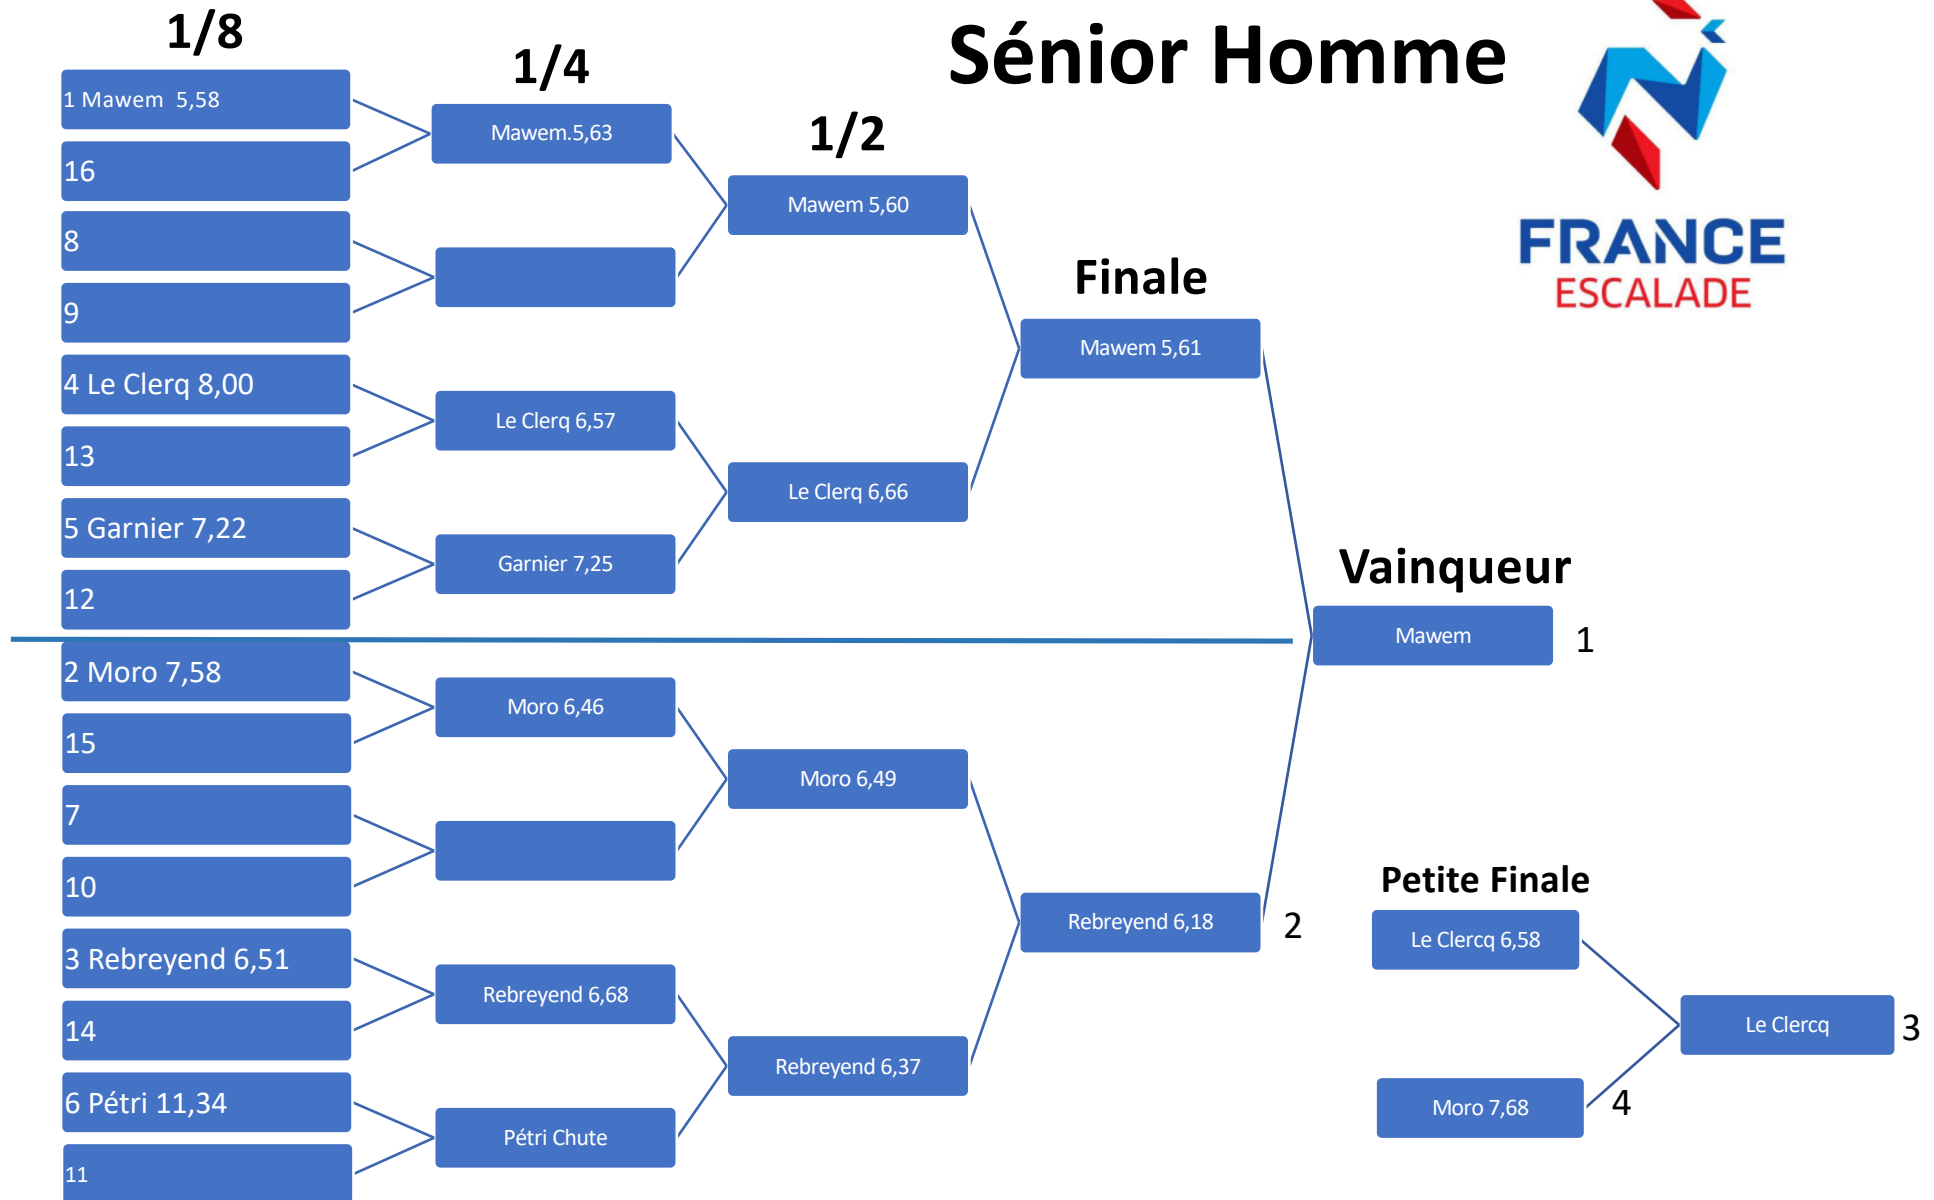 Sénior Homme
FRANCE
ESCALADE
1/8
1 Mawem 5,58
16
8
9
4 Le Clerq 8,00
13
5 Garnier 7,22
12
2 Moro 7,58
15
7
10
3 Rebreyend 6,51
14
6 Pétri 11,34
11
1/4
Mawem.5,63
Le Clerq 6,57
Garnier 7,25
Moro 6,46
Rebreyend 6,68
Pétri Chute
1/2
Mawem 5,60
Le Clerq 6,66
Moro 6,49
Rebreyend 6,37
Finale
Mawem 5,61
Rebreyend 6,18
2
Vainqueur
Mawem
1
Petite Finale
Le Clercq 6,58
Moro 7,68
4
Le Clercq
3